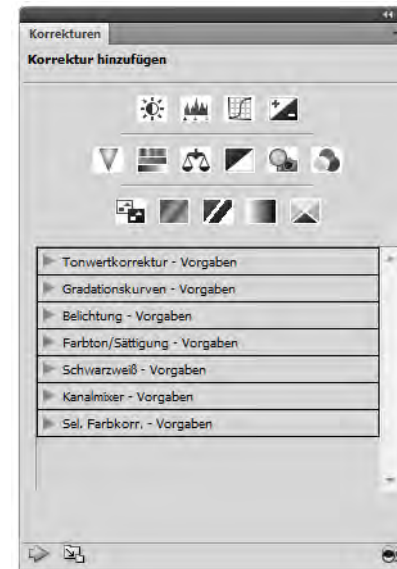 Korrekturen
Korrektur hinzufügen
Tonwertkorrektur - Vorgaben
Gradationskurven - Vorgaben
Belichtung - Vorgaben
Farbton/Sättigung - Vorgaben
Schwarzweiß - Vorgaben
Kanalmixer - Vorgaben
Sel. Farbkorr. - Vorgaben